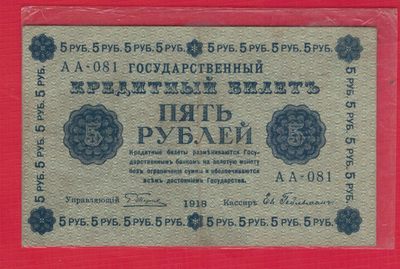 5 РУБ. 5 РУБ. 5 РУБ. 5 РУБ. 5 РУБ. 5 РУБ. 5 РУБ. 5 РУБ.
АА-081 ГОСУДАРСТВЕННЫЙ
КРЕДИТНЫЙ БИЛЕТЪ
ПЯТЬ
РУБЛЕЙ
5 5
Кредитные билеты размѣниваются Госу-
дарственнымъ банкомъ на золотую монету
безъ ограниченія суммы и обезпечиваются
всѣмъ достояніемъ Государства.
АА-081
Управляющій 1918 Кассиръ
5 РУБ. 5 РУБ. 5 РУБ. 5 РУБ. 5 РУБ. 5 РУБ.